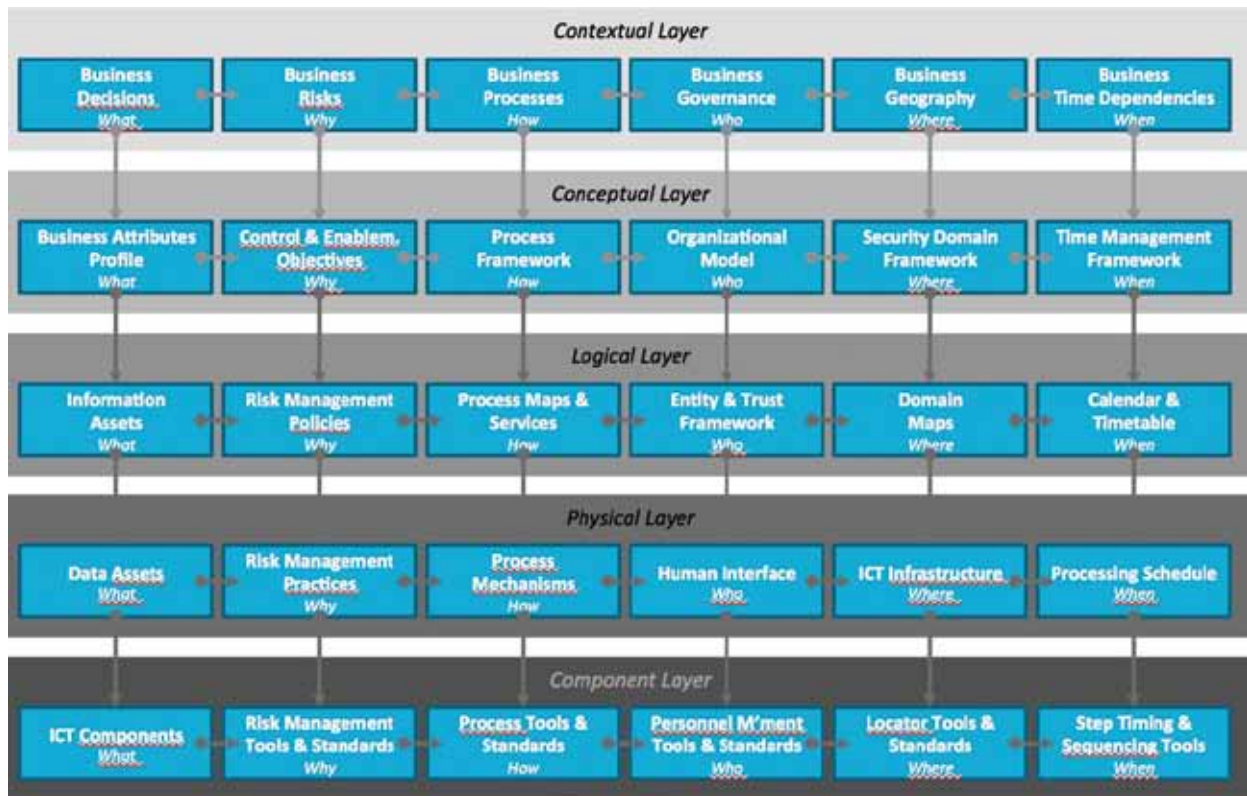 Contextual Layer
Business
Decisions
What
Business
Risks
Why
Business
Processes
How
Business
Governance
Who
Business
Geography
Where
Business
Time Dependencies
When
Conceptual Layer
Business Attributes
Profile
What
Control & Enablem.
Objectives
Why
Process
Framework
How
Organizational
Model
Who
Security Domain
Framework
Where
Time Management
Framework
When
Logical Layer
Information
Assets
What
Risk Management
Policies
Why
Process Maps &
Services
How
Entity & Trust
Framework
Who
Domain
Maps
Where
Calendar &
Timetable
When
Physical Layer
Data Assets
What
Risk Management
Practices
Why
Process
Mechanisms
How
Human Interface
Who
ICT Infrastructure
Where
Processing Schedule
When
Component Layer
ICT Components
What
Risk Management
Tools & Standards
Why
Process Tools &
Standards
How
Personnel M'ment
Tools & Standards
Who
Locator Tools &
Standards
Where
Step Timing &
Sequencing Tools
When